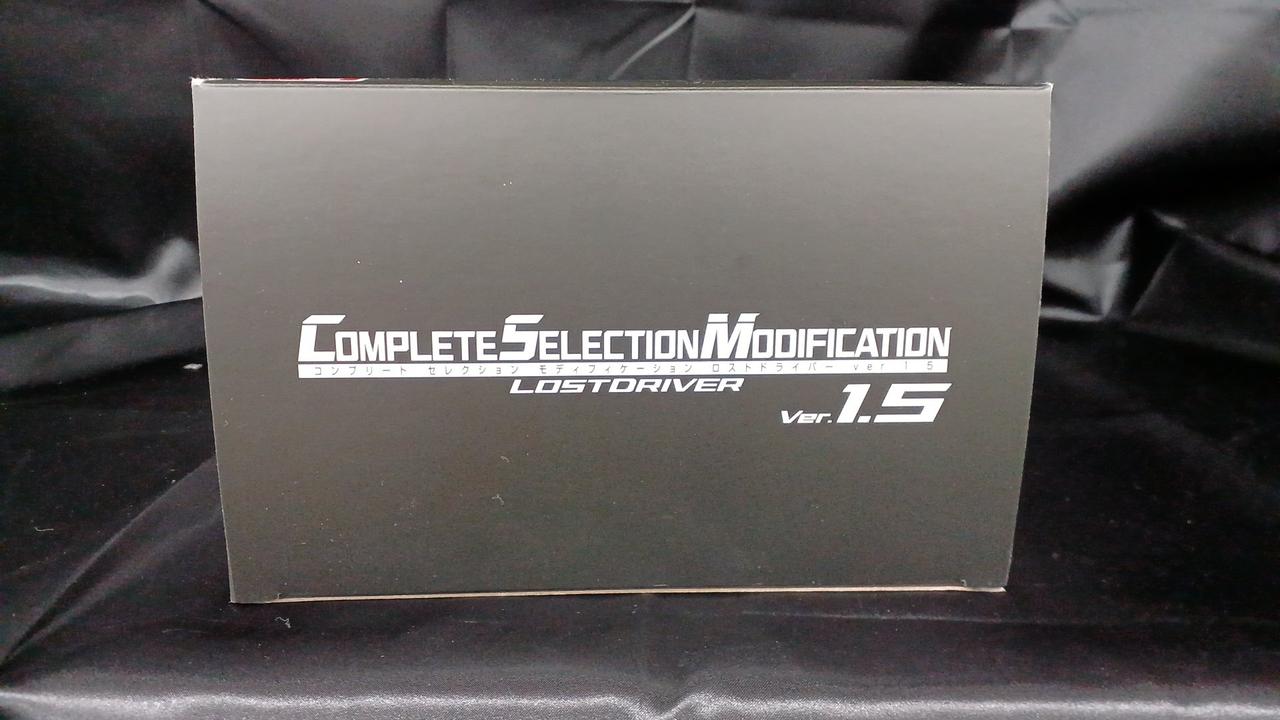 COMPLETE SELECTION MODIFICATION
コンプリート セレクション モディフィケーション ロストドライバー ver 1.5
LOSTDRIVER
Ver. 1.5